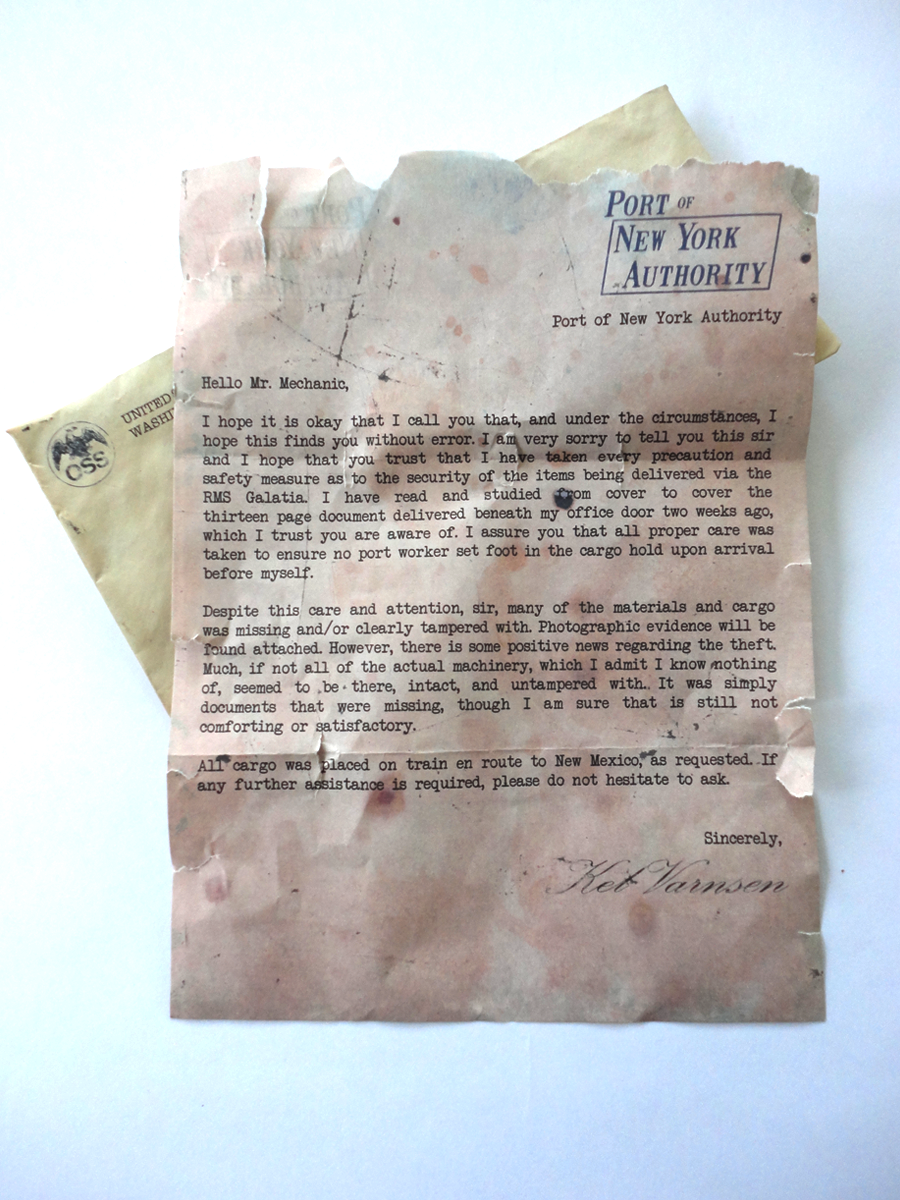 PORT OF
NEW YORK
AUTHORITY
Port of New York Authority
OSS
UNITED
Hello Mr. Mechanic,
I hope it is okay that I call you that, and under the circumstances, I
hope this finds you without error. I am very sorry to tell you this sir
and I hope that you trust that I have taken every precaution and
safety measure as to the security of the items being delivered via the
RMS Galatia. I have read and studied from cover to cover the
thirteen page document delivered beneath my office door two weeks ago,
which I trust you are aware of. I assure you that all proper care was
taken to ensure no port worker set foot in the cargo hold upon arrival
before myself.
Despite this care and attention, sir, many of the materials and cargo
was missing and/or clearly tampered with. Photographic evidence will be
found attached. However, there is some positive news regarding the theft.
Much, if not all of the actual machinery, which I admit I know nothing
of, seemed to be there, intact, and untampered with. It was simply
documents that were missing, though I am sure that is still not
comforting or satisfactory.
All cargo was placed on train en route to New Mexico, as requested. If
any further assistance is required, please do not hesitate to ask.
Sincerely,
Ket Varnsen